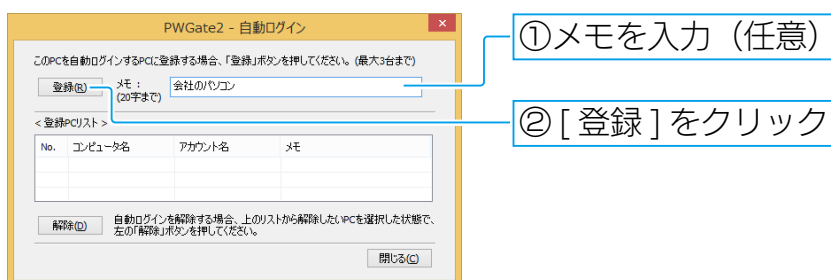 PWGate2 - 自動ログイン
×
このPCを自動ログインするPCに登録する場合、「登録」ボタンを押してください。(最大3台まで)
登録(R) メモ： 会社のパソコン
(20字まで)
< 登録PCリスト >
No. コンピュータ名 アカウント名 メモ
解除(D) 自動ログインを解除する場合、上のリストから解除したいPCを選択した状態で、
左の「解除」ボタンを押してください。
閉じる(C)
①メモを入力（任意）
② [ 登録 ] をクリック